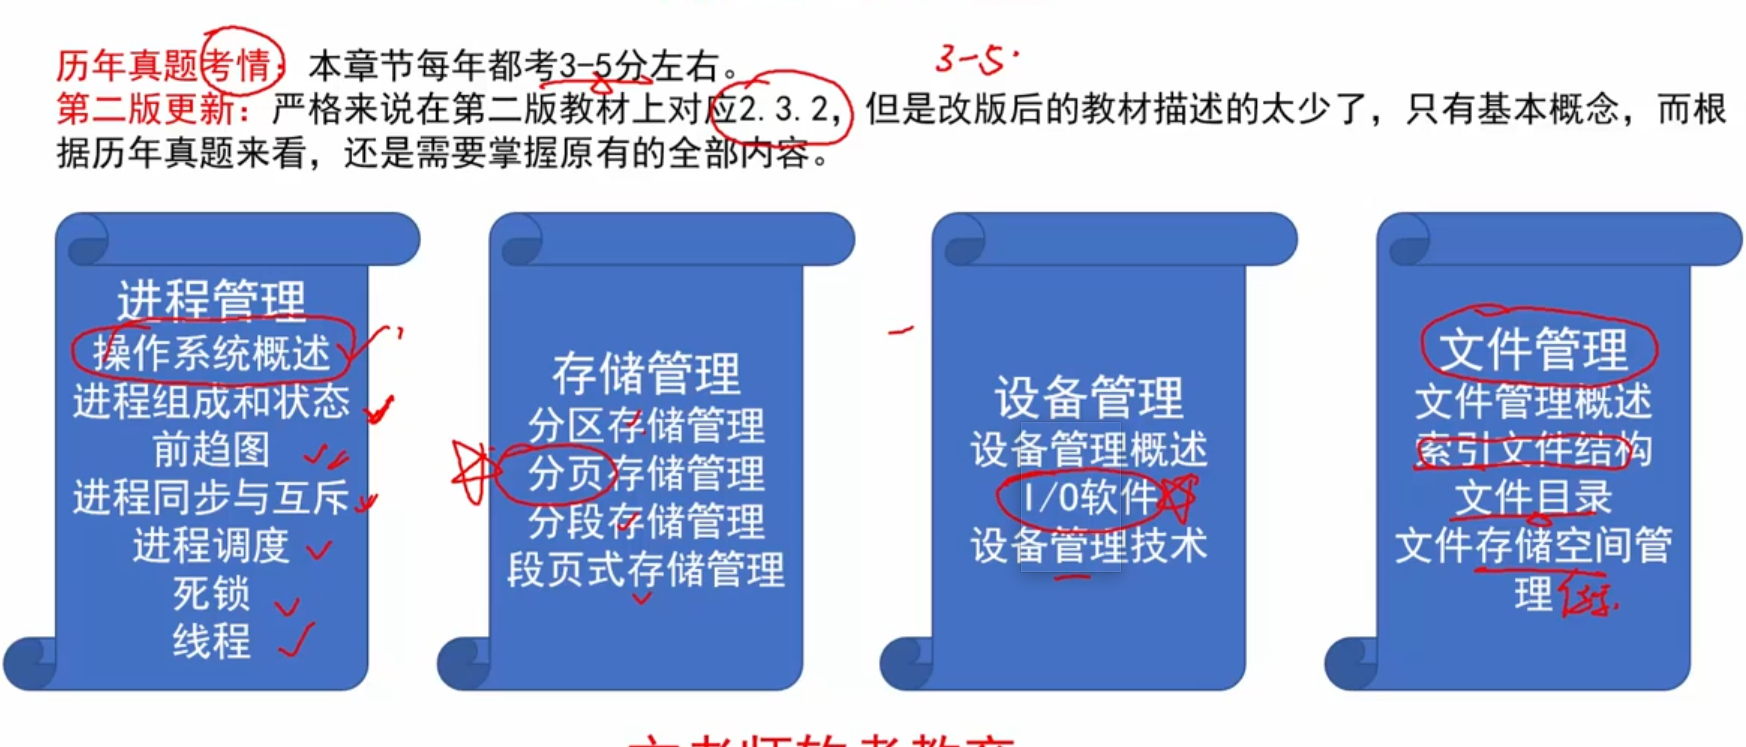 历年真题考情：本章节每年都考3-5分左右。
3-5.
第二版更新：严格来说在第二版教材上对应2.3.2，但是改版后的教材描述的太少了，只有基本概念，而根
据历年真题来看，还是需要掌握原有的全部内容。
进程管理
操作系统概述
进程组成和状态
前趋图
进程同步与互斥
进程调度
死锁
线程
存储管理
分区存储管理
分页存储管理
分段存储管理
段页式存储管理
设备管理
设备管理概述
I/O软件
设备管理技术
文件管理
文件管理概述
索引文件结构
文件目录
文件存储空间管
理